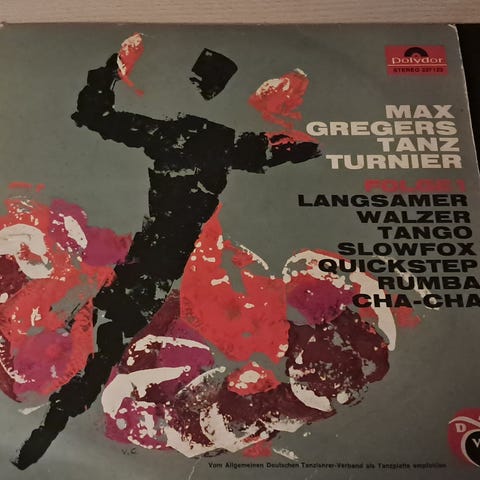 Polydor
STEREO 237 123
MAX
GREGERS
TANZ
TURNIER
FOLGE 1
LANGSAMER
WALZER
TANGO
SLOWFOX
QUICKSTEP
RUMBA
CHA-CHA
V.C
D
V
Vom Allgemeinen Deutschen Tanzlehrer-Verband als Tanzplatte empfohlen